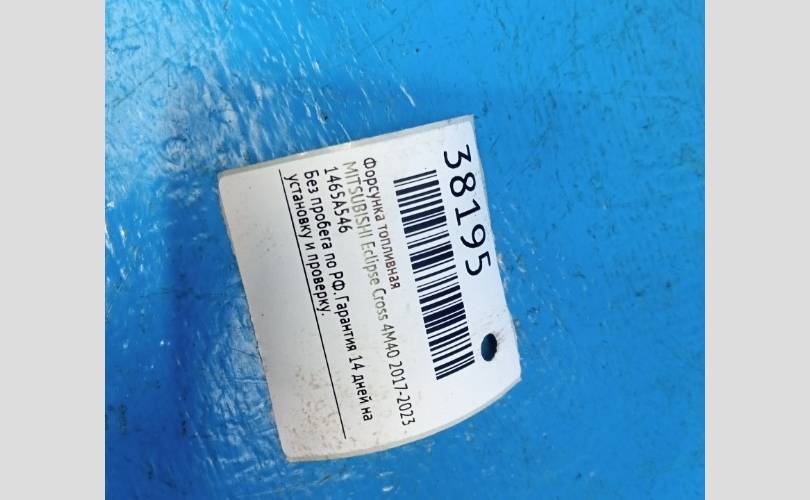 38195
Форсунка топливная
MITSUBISHI Eclipse Cross 4M40 2017-2023
1465A546
Без пробега по РФ. Гарантия 14 дней на
установку и проверку.